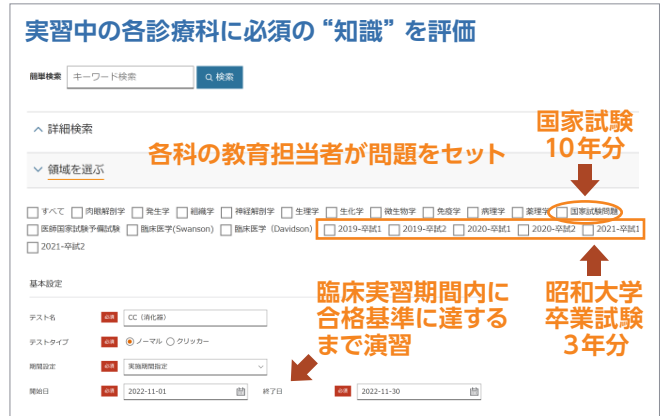 実習中の各診療科に必須の“知識”を評価
簡単検索 キーワード検索 検索
詳細検索
国家試験
10年分
各科の教育担当者が問題をセット
領域を選ぶ
すべて 肉眼解剖学 発生学 組織学 神経解剖学 生理学 生化学 微生物学 免疫学 病理学 薬理学 国家試験問題
医師国家試験予備試験 臨床医学(Swanson) 臨床医学(Davidson) 2019-卒試1 2019-卒試2 2020-卒試1 2020-卒試2 2021-卒試1
2021-卒試2
基本設定
臨床実習期間内に
合格基準に達する
まで演習
昭和大学
卒業試験
3年分
テスト名 必須 CC（消化器）
テストタイプ 必須 ノーマル クリッカー
期間設定 必須 実施期間指定
開始日 必須 2022-11-01 終了日 必須 2022-11-30